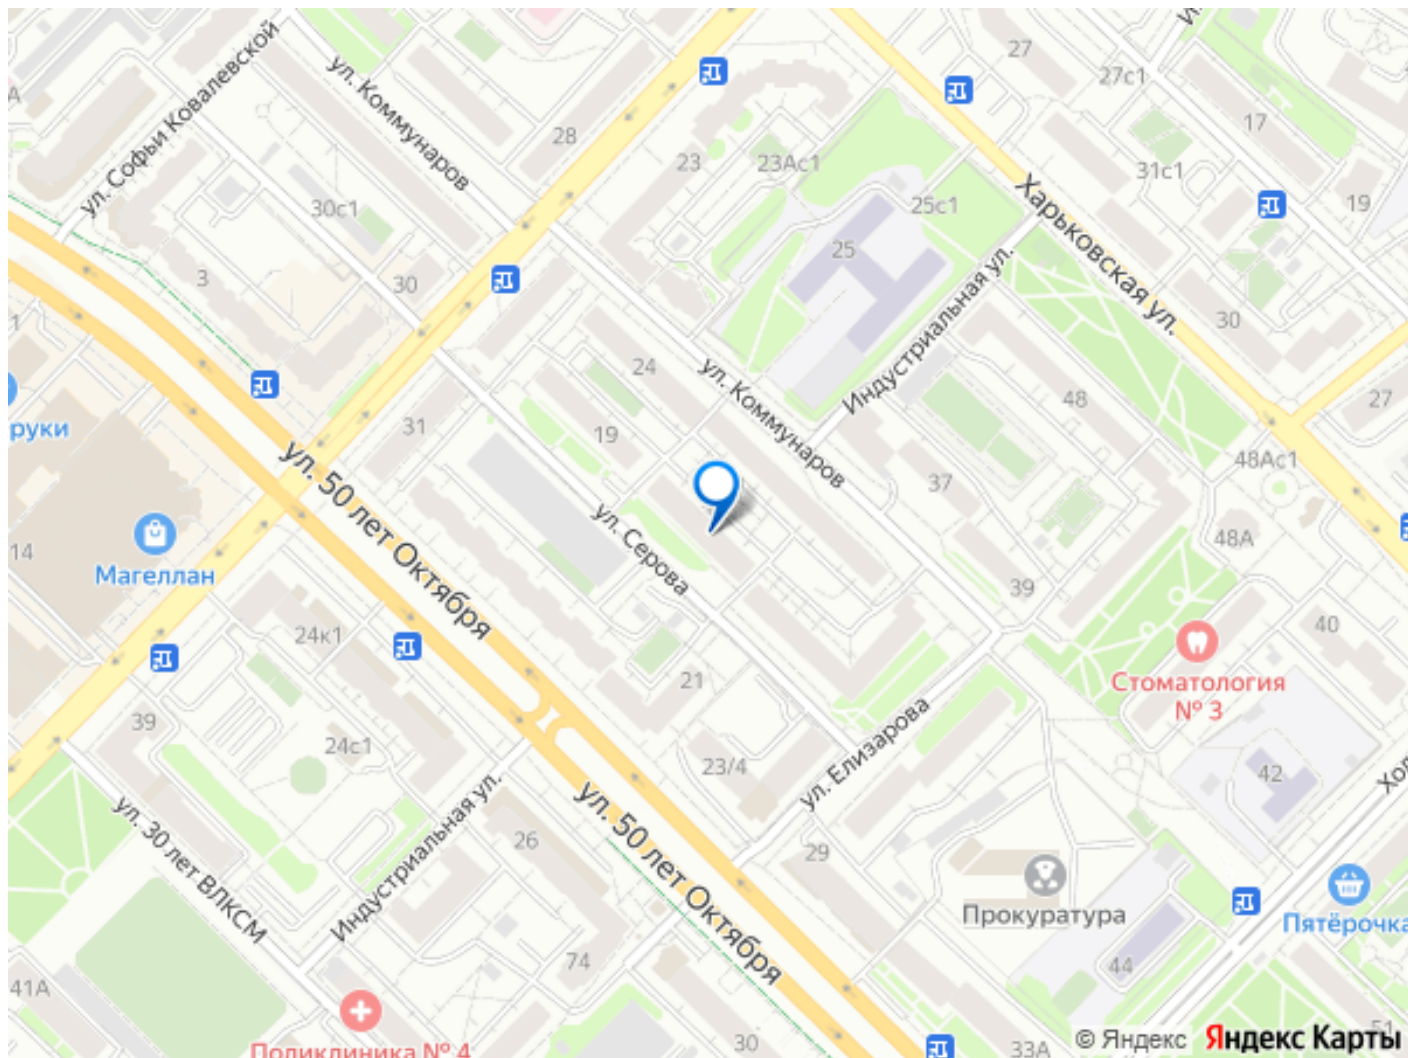 ул. Софьи Ковалевской
ул. Коммунаров
28
27
27с1
17
31с1
19
23
23Ас1
25с1
25
30с1
30
3
Харьковская ул.
Индустриальная ул.
30
24
ул. Коммунаров
48
27
руки
31
19
48Ас1
37
ул. 50 лет Октября
14
Магеллан
ул. Серова
48А
39
24к1
40
Стоматология
№ 3
21
39
24с1
23/4
ул. Елизарова
42
ул. 30 лет ВЛКСМ
Индустриальная ул.
26
ул. 50 лет Октября
29
Прокуратура
Пятёрочка
74
44
41А
Поликлиника № 4
30
33А
51
© Яндекс Яндекс Карты